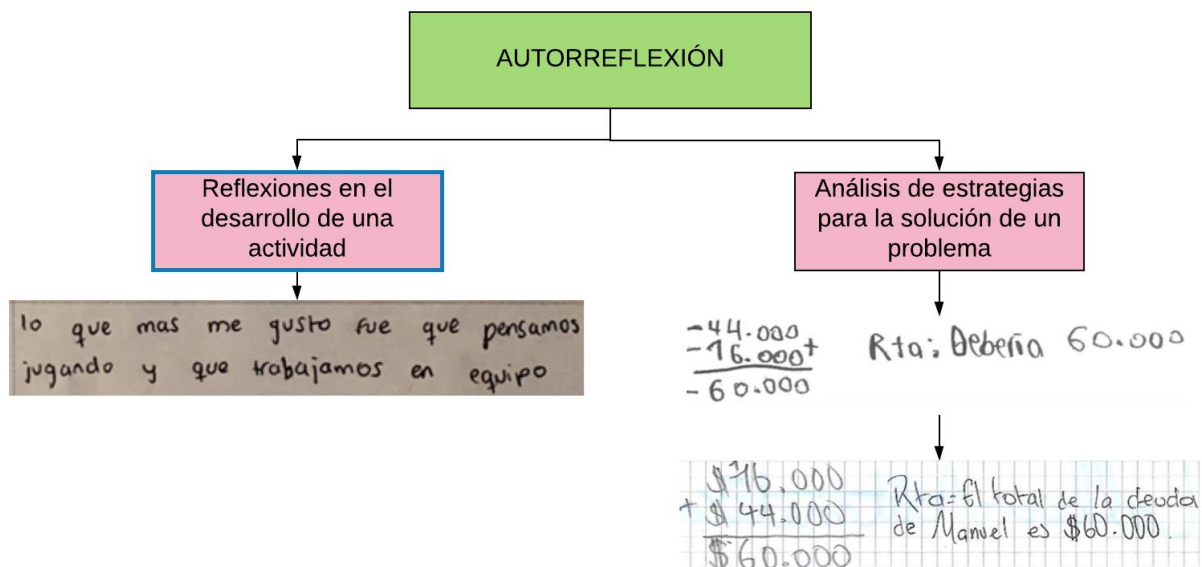 AUTORREFLEXIÓN
Reflexiones en el
desarrollo de una
actividad
lo que mas me gusto fue que pensamos
jugando y que trabajamos en equipo
Análisis de estrategias
para la solución de un
problema
-44.000
-16.000+
-60.000
Rta: Deberia 60.000
$16.000
+ $44.000
$60.000
Rta= El total de la deuda
de Manuel es $60.000.